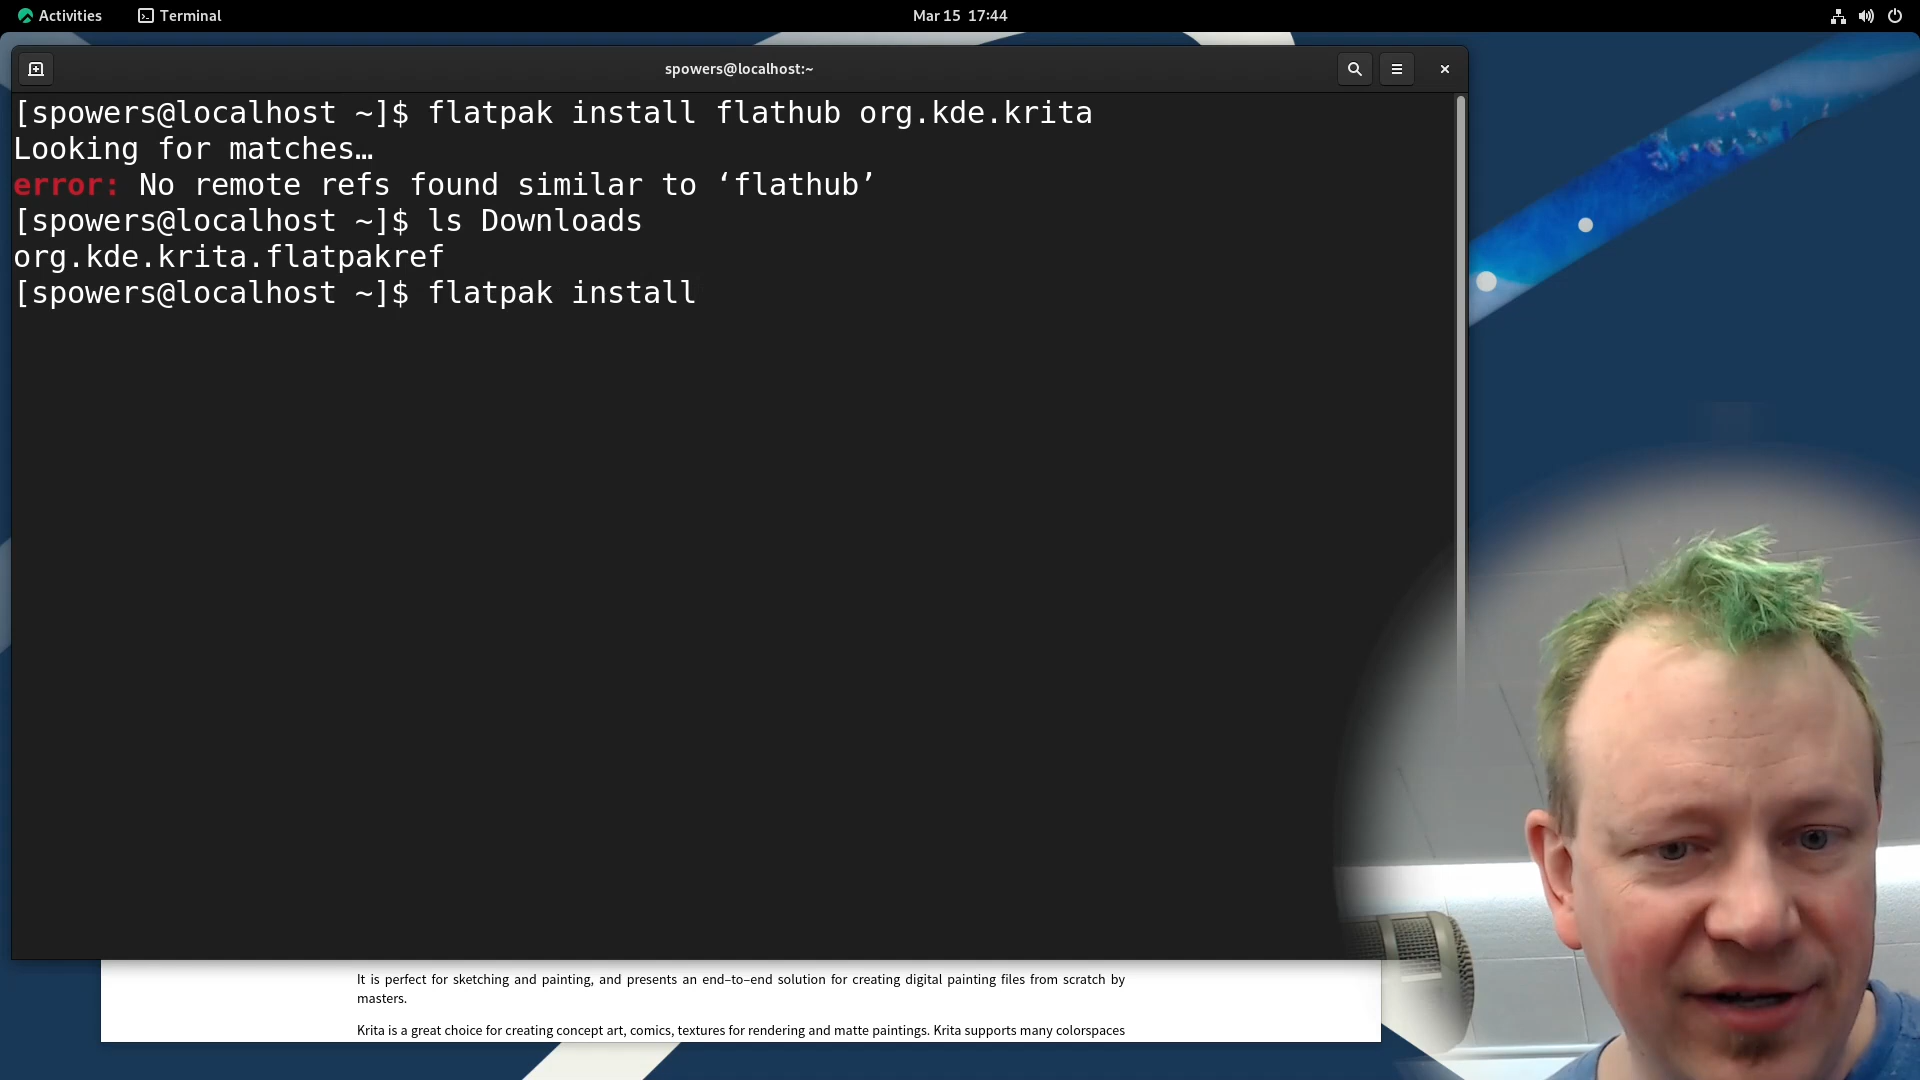 Activities
Terminal
Mar 15 17:44
spowers@localhost:~
[spowers@localhost ~]$ flatpak install flathub org.kde.krita
Looking for matches…
error: No remote refs found similar to ‘flathub’
[spowers@localhost ~]$ ls Downloads
org.kde.krita.flatpakref
[spowers@localhost ~]$ flatpak install
It is perfect for sketching and painting, and presents an end–to–end solution for creating digital painting files from scratch by
masters.
Krita is a great choice for creating concept art, comics, textures for rendering and matte paintings. Krita supports many colorspaces